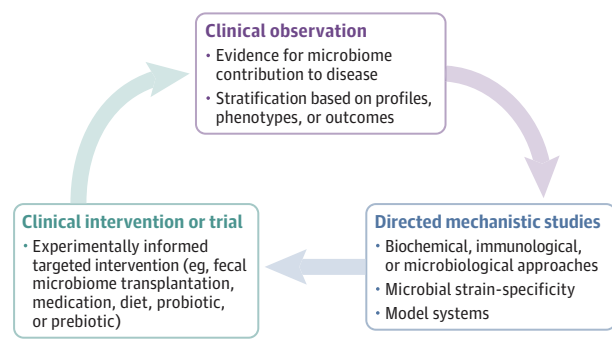 Clinical observation
• Evidence for microbiome
contribution to disease
• Stratification based on profiles,
phenotypes, or outcomes
Clinical intervention or trial
• Experimentally informed
targeted intervention (eg, fecal
microbiome transplantation,
medication, diet, probiotic,
or prebiotic)
Directed mechanistic studies
• Biochemical, immunological,
or microbiological approaches
• Microbial strain-specificity
• Model systems